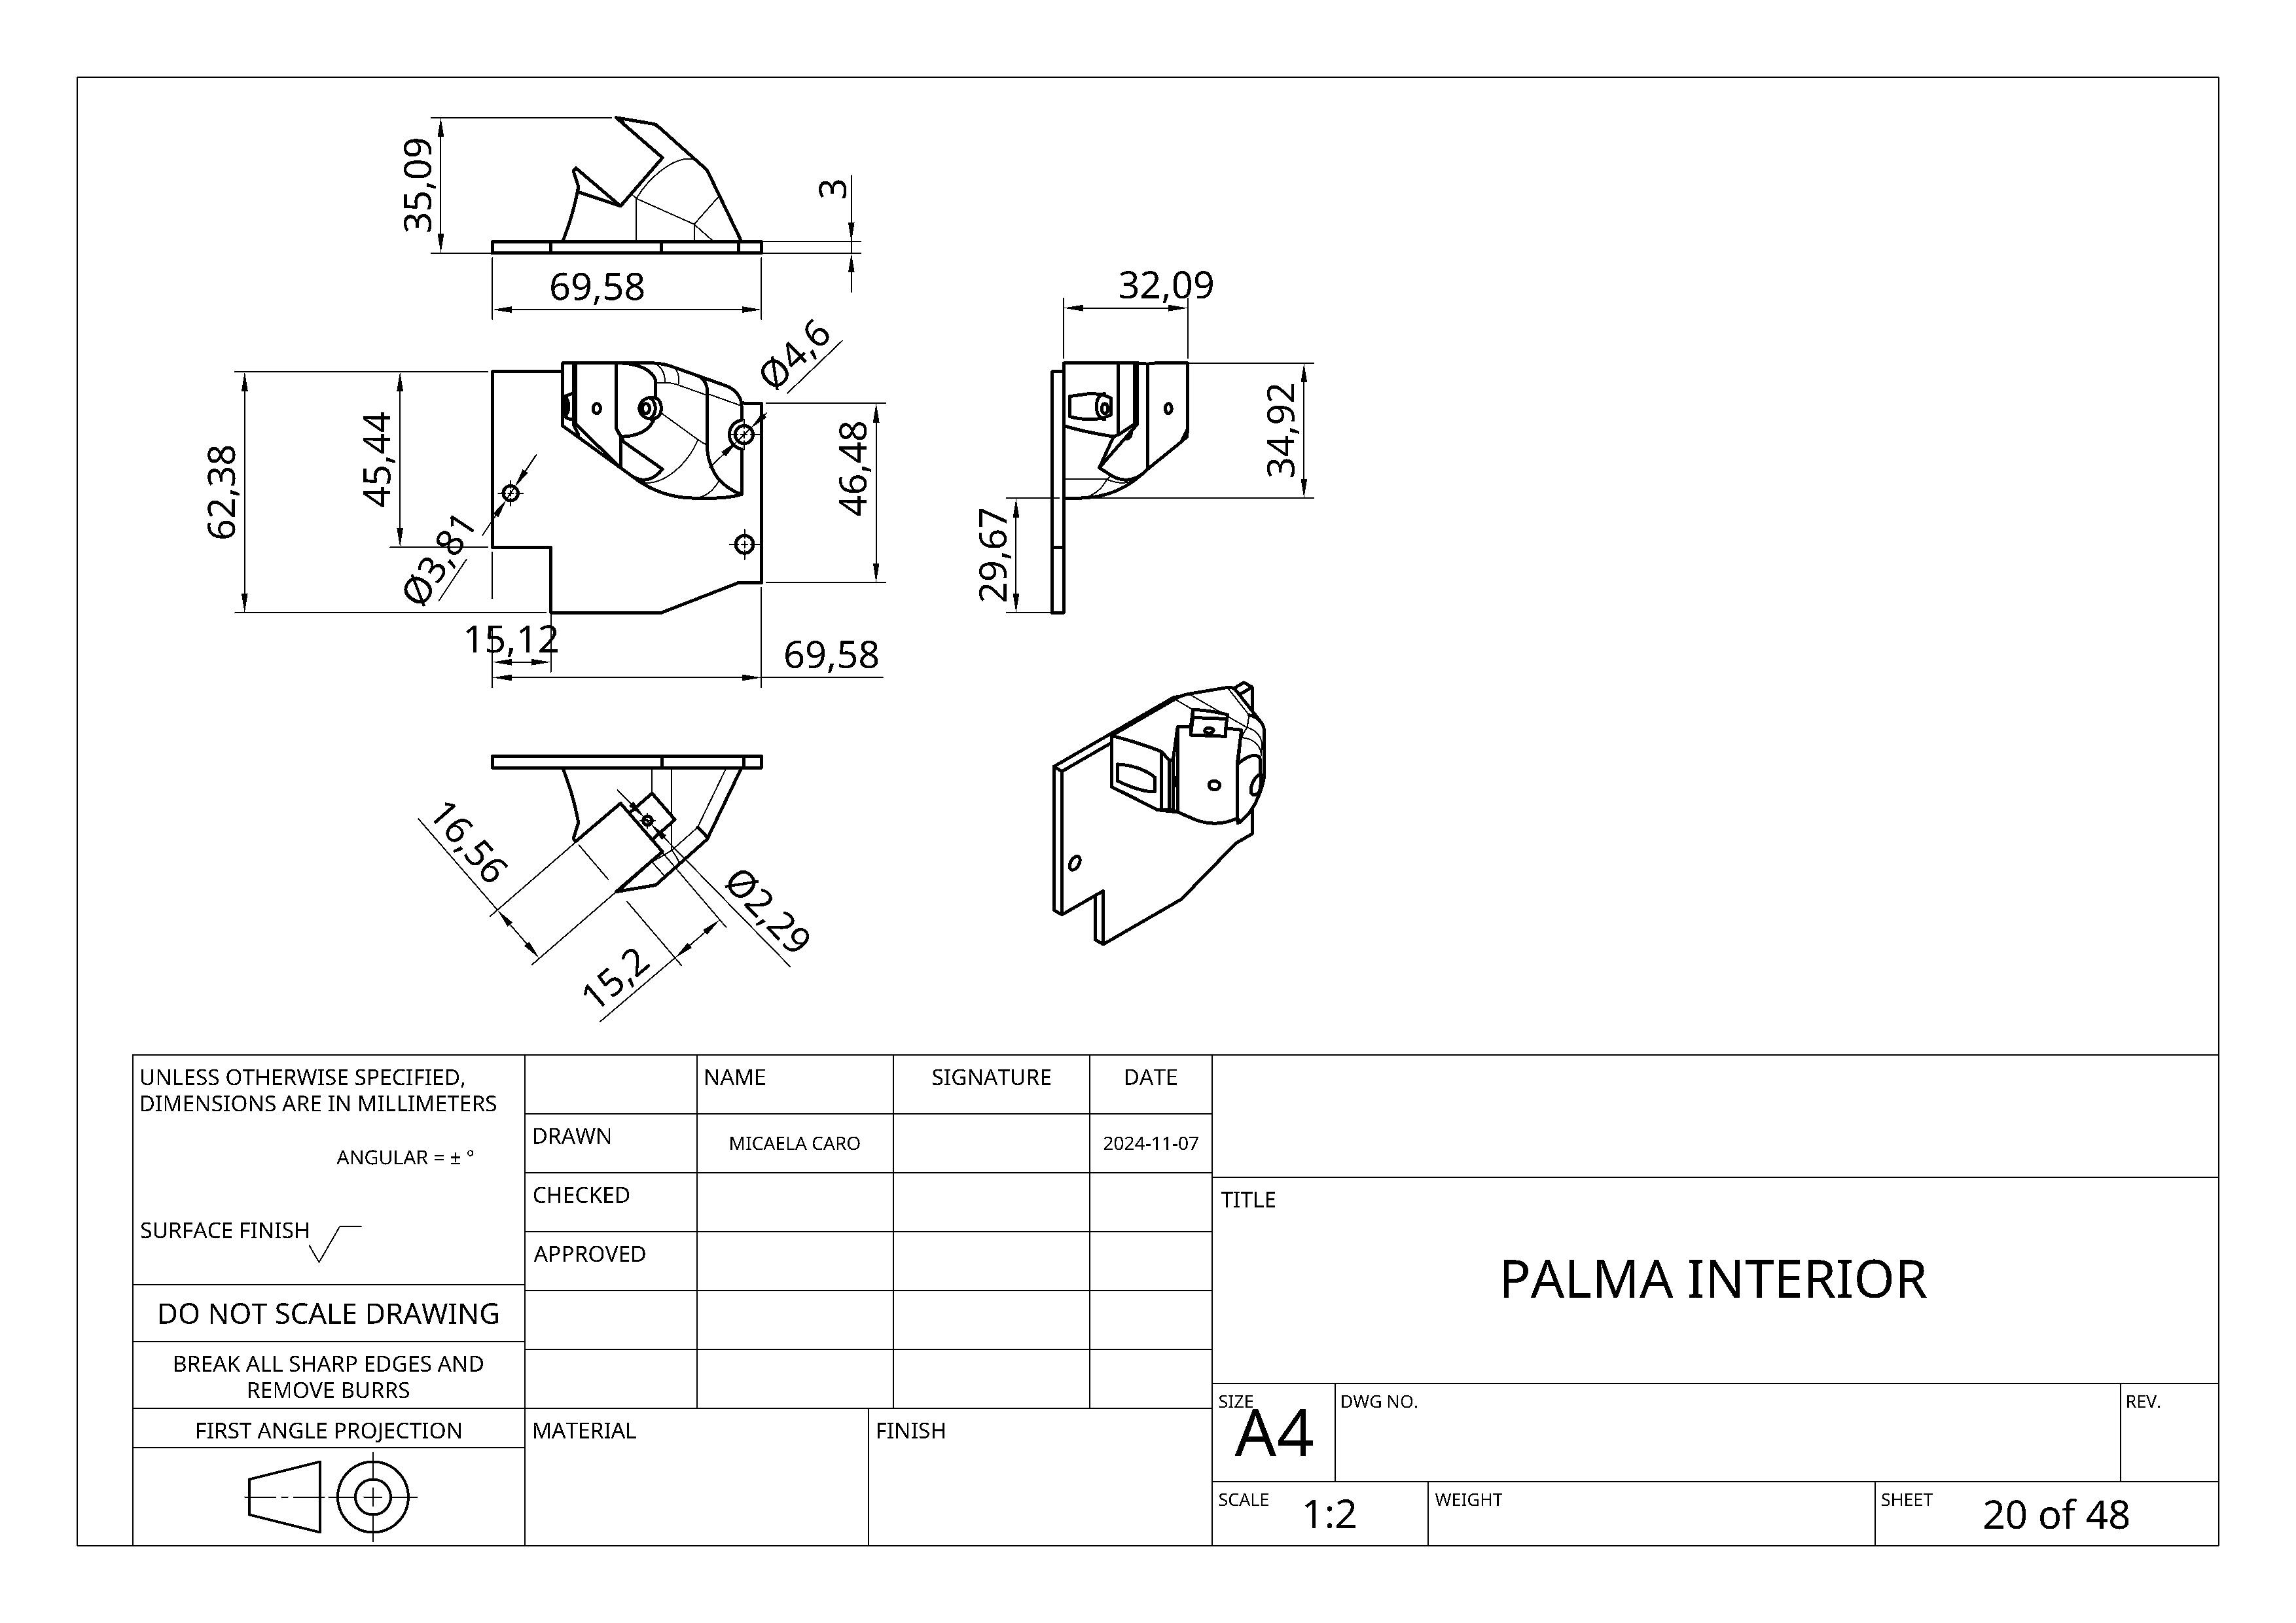 35,09
3
69,58
32,09
Ø4,6
62,38
45,44
46,48
34,92
Ø3,81
29,67
15,12
69,58
16,56
Ø2,29
15,2
UNLESS OTHERWISE SPECIFIED,
DIMENSIONS ARE IN MILLIMETERS
ANGULAR = ± °
SURFACE FINISH
DO NOT SCALE DRAWING
BREAK ALL SHARP EDGES AND
REMOVE BURRS
FIRST ANGLE PROJECTION
NAME SIGNATURE DATE
DRAWN MICAELA CARO 2024-11-07
CHECKED
APPROVED
MATERIAL FINISH
TITLE
PALMA INTERIOR
SIZE DWG NO. REV.
A4
SCALE 1:2 WEIGHT SHEET 20 of 48